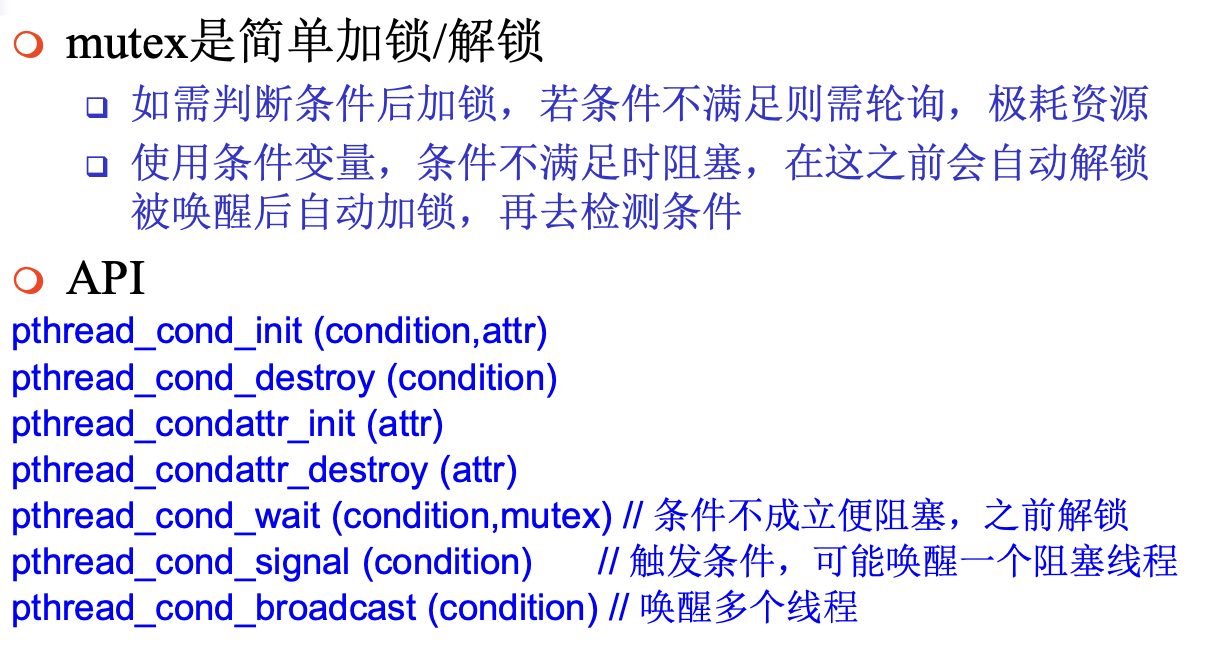 mutex是简单加锁/解锁
如需判断条件后加锁，若条件不满足则需轮询，极耗资源
使用条件变量，条件不满足时阻塞，在这之前会自动解锁
被唤醒后自动加锁，再去检测条件
API
pthread_cond_init (condition,attr)
pthread_cond_destroy (condition)
pthread_condattr_init (attr)
pthread_condattr_destroy (attr)
pthread_cond_wait (condition,mutex) // 条件不成立便阻塞，之前解锁
pthread_cond_signal (condition) // 触发条件，可能唤醒一个阻塞线程
pthread_cond_broadcast (condition) // 唤醒多个线程